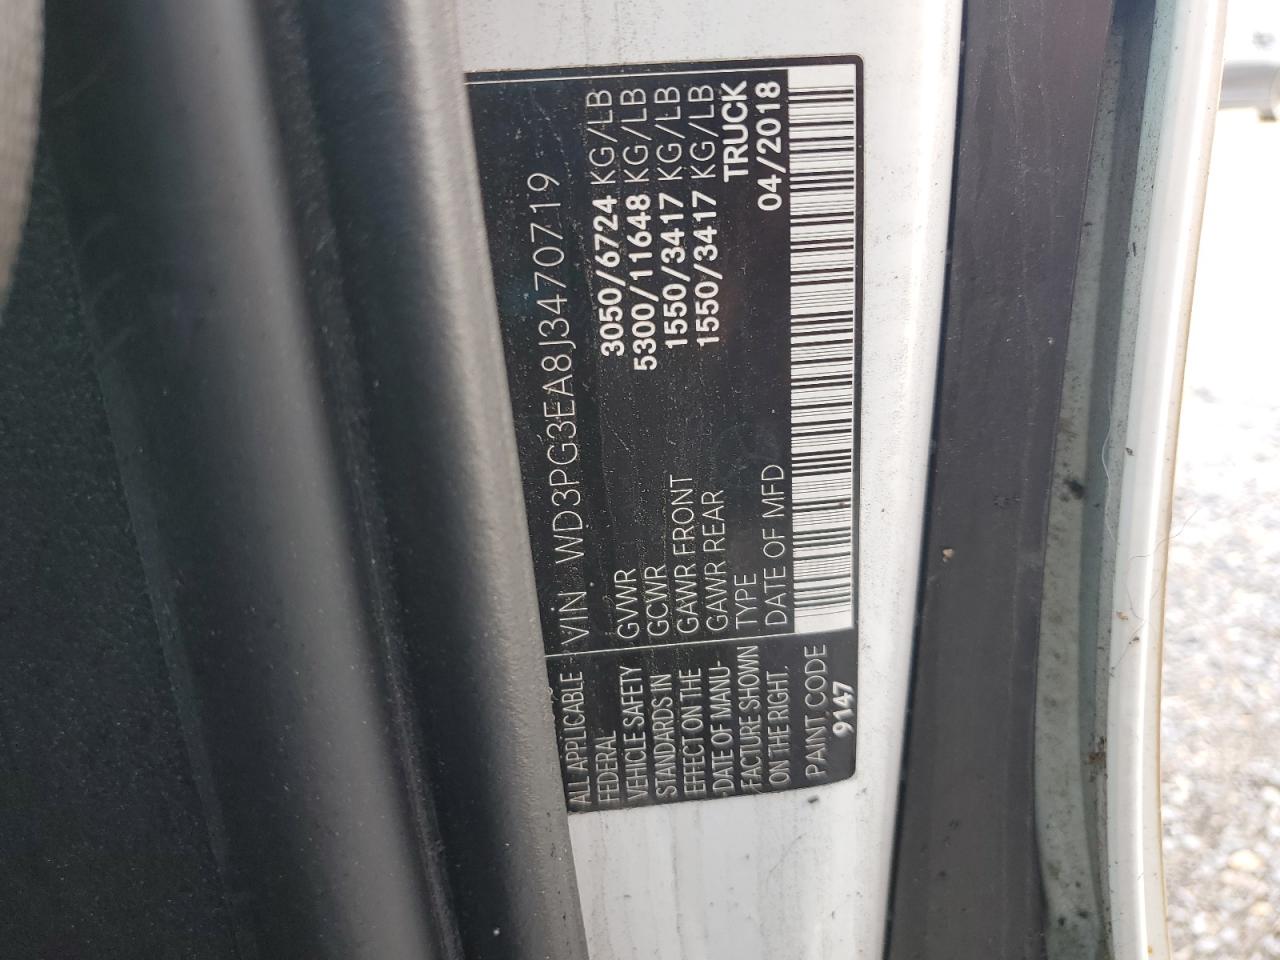 VIN WD3PG3EA8J3470719
GVWR 3050/6724 KG/LB
GCWR 5300/11648 KG/LB
GAWR FRONT 1550/3417 KG/LB
GAWR REAR 1550/3417 KG/LB
TYPE TRUCK
DATE OF MFD 04/2018
ALL APPLICABLE
FEDERAL
VEHICLE SAFETY
STANDARDS IN
EFFECT ON THE
DATE OF MANU-
FACTURE SHOWN
ON THE RIGHT.
PAINT CODE
9147